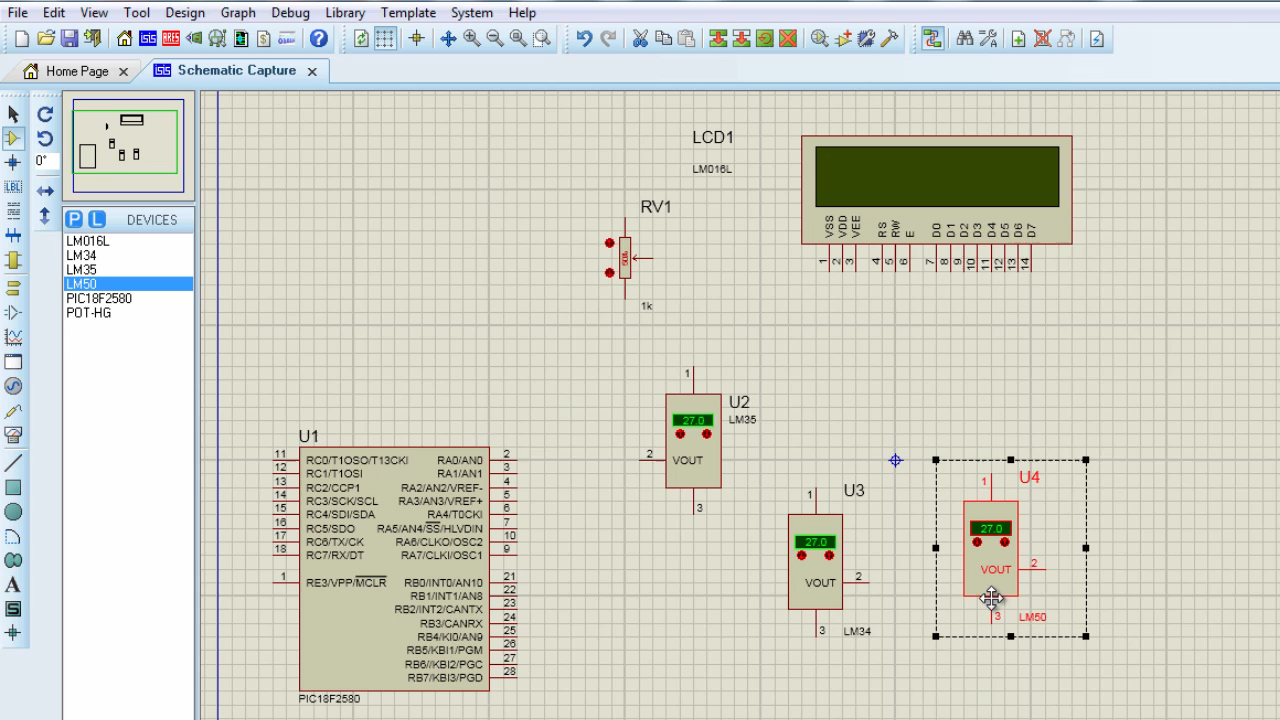 File Edit View Tool Design Graph Debug Library Template System Help
Home Page
Schematic Capture
0°
LBL
P L DEVICES
LM016L
LM34
LM35
LM50
PIC18F2580
POT-HG
LCD1
LM016L
VSS VDD VEE RS RW E D0 D1 D2 D3 D4 D5 D6 D7
1 2 3 4 5 6 7 8 9 10 11 12 13 14
RV1
1k
1
U2
LM35
27.0
2 VOUT
3
U1
11 RC0/T1OSO/T13CKI RA0/AN0 2
12 RC1/T1OSI RA1/AN1 3
13 RC2/CCP1 RA2/AN2/VREF- 4
14 RC3/SCK/SCL RA3/AN3/VREF+ 5
15 RC4/SDI/SDA RA4/T0CKI 6
16 RC5/SDO RA5/AN4/SS/HLVDIN 7
17 RC6/TX/CK RA6/CLKO/OSC2 10
18 RC7/RX/DT RA7/CLKI/OSC1 9
1 RE3/VPP/MCLR RB0/INT0/AN10 21
RB1/INT1/AN8 22
RB2/INT2/CANTX 23
RB3/CANRX 24
RB4/KI0/AN9 25
RB5/KBI1/PGM 26
RB6//KBI2/PGC 27
RB7/KBI3/PGD 28
PIC18F2580
1
U3
27.0
VOUT 2
3 LM34
1
U4
27.0
VOUT 2
3 LM50